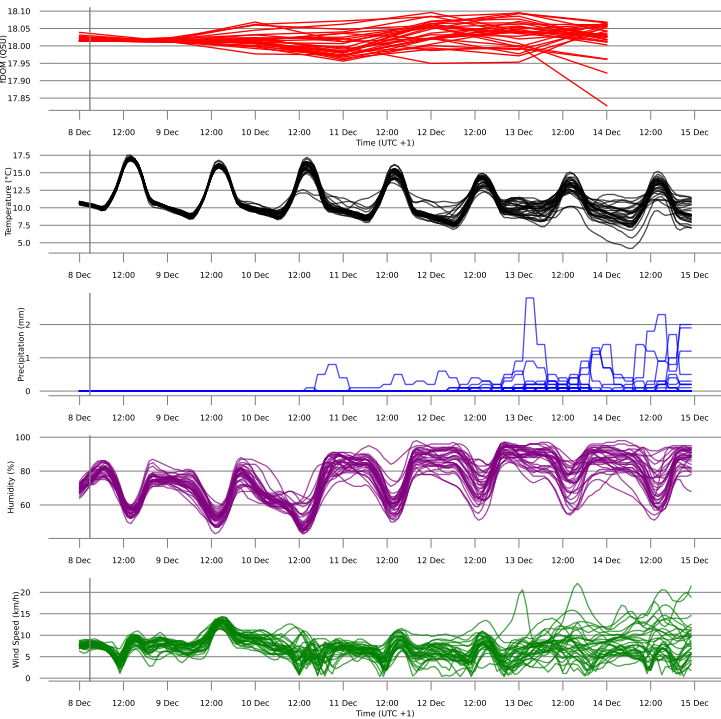 18.10
18.05
18.00
17.95
17.90
17.85
fDOM (QSU)
8 Dec 12:00 9 Dec 12:00 10 Dec 12:00 11 Dec 12:00 12 Dec 12:00 13 Dec 12:00 14 Dec 12:00 15 Dec
Time (UTC +1)
17.5
15.0
12.5
10.0
7.5
5.0
Temperature (°C)
8 Dec 12:00 9 Dec 12:00 10 Dec 12:00 11 Dec 12:00 12 Dec 12:00 13 Dec 12:00 14 Dec 12:00 15 Dec
2
1
0
Precipitation (mm)
8 Dec 12:00 9 Dec 12:00 10 Dec 12:00 11 Dec 12:00 12 Dec 12:00 13 Dec 12:00 14 Dec 12:00 15 Dec
100
80
60
Humidity (%)
8 Dec 12:00 9 Dec 12:00 10 Dec 12:00 11 Dec 12:00 12 Dec 12:00 13 Dec 12:00 14 Dec 12:00 15 Dec
20
15
10
5
0
Wind Speed (km/h)
8 Dec 12:00 9 Dec 12:00 10 Dec 12:00 11 Dec 12:00 12 Dec 12:00 13 Dec 12:00 14 Dec 12:00 15 Dec
Time (UTC +1)